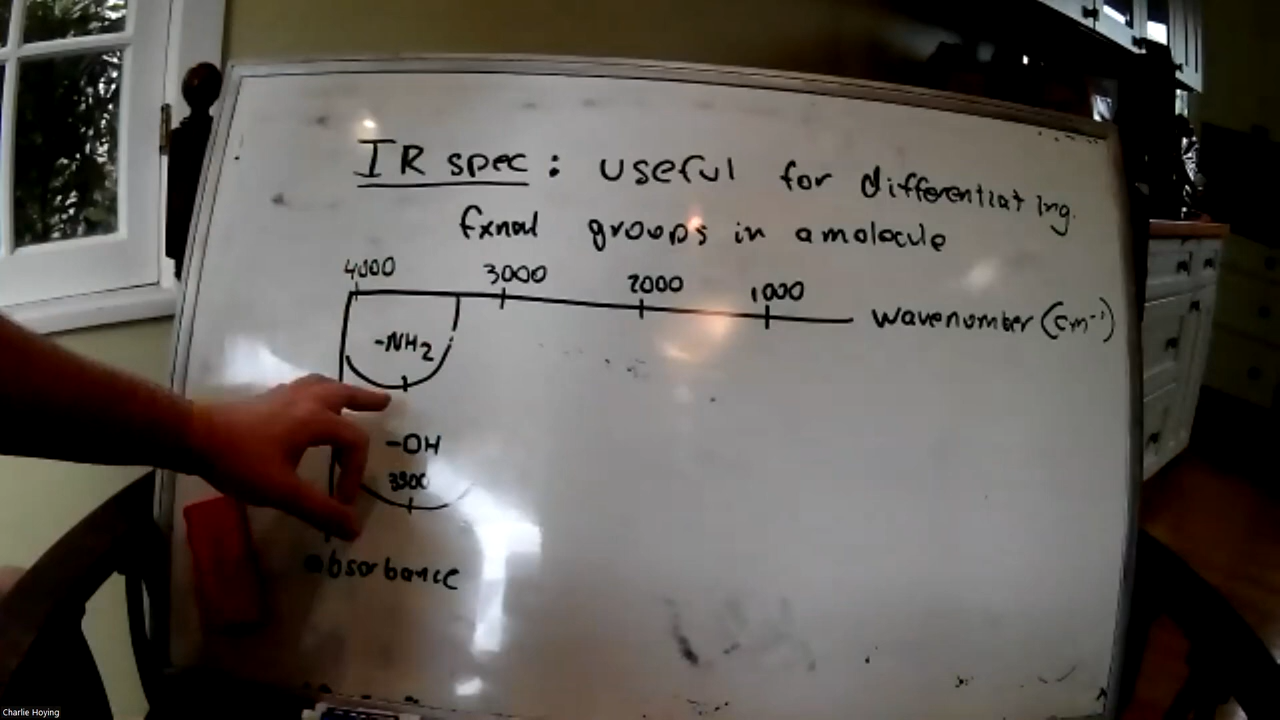 IR spec: useful for differentiating
fxnal groups in a molecule
4000 3000 2000 1000
wavenumber (cm⁻¹)
-NH2
-OH
3300
absorbance
Charlie Hoying